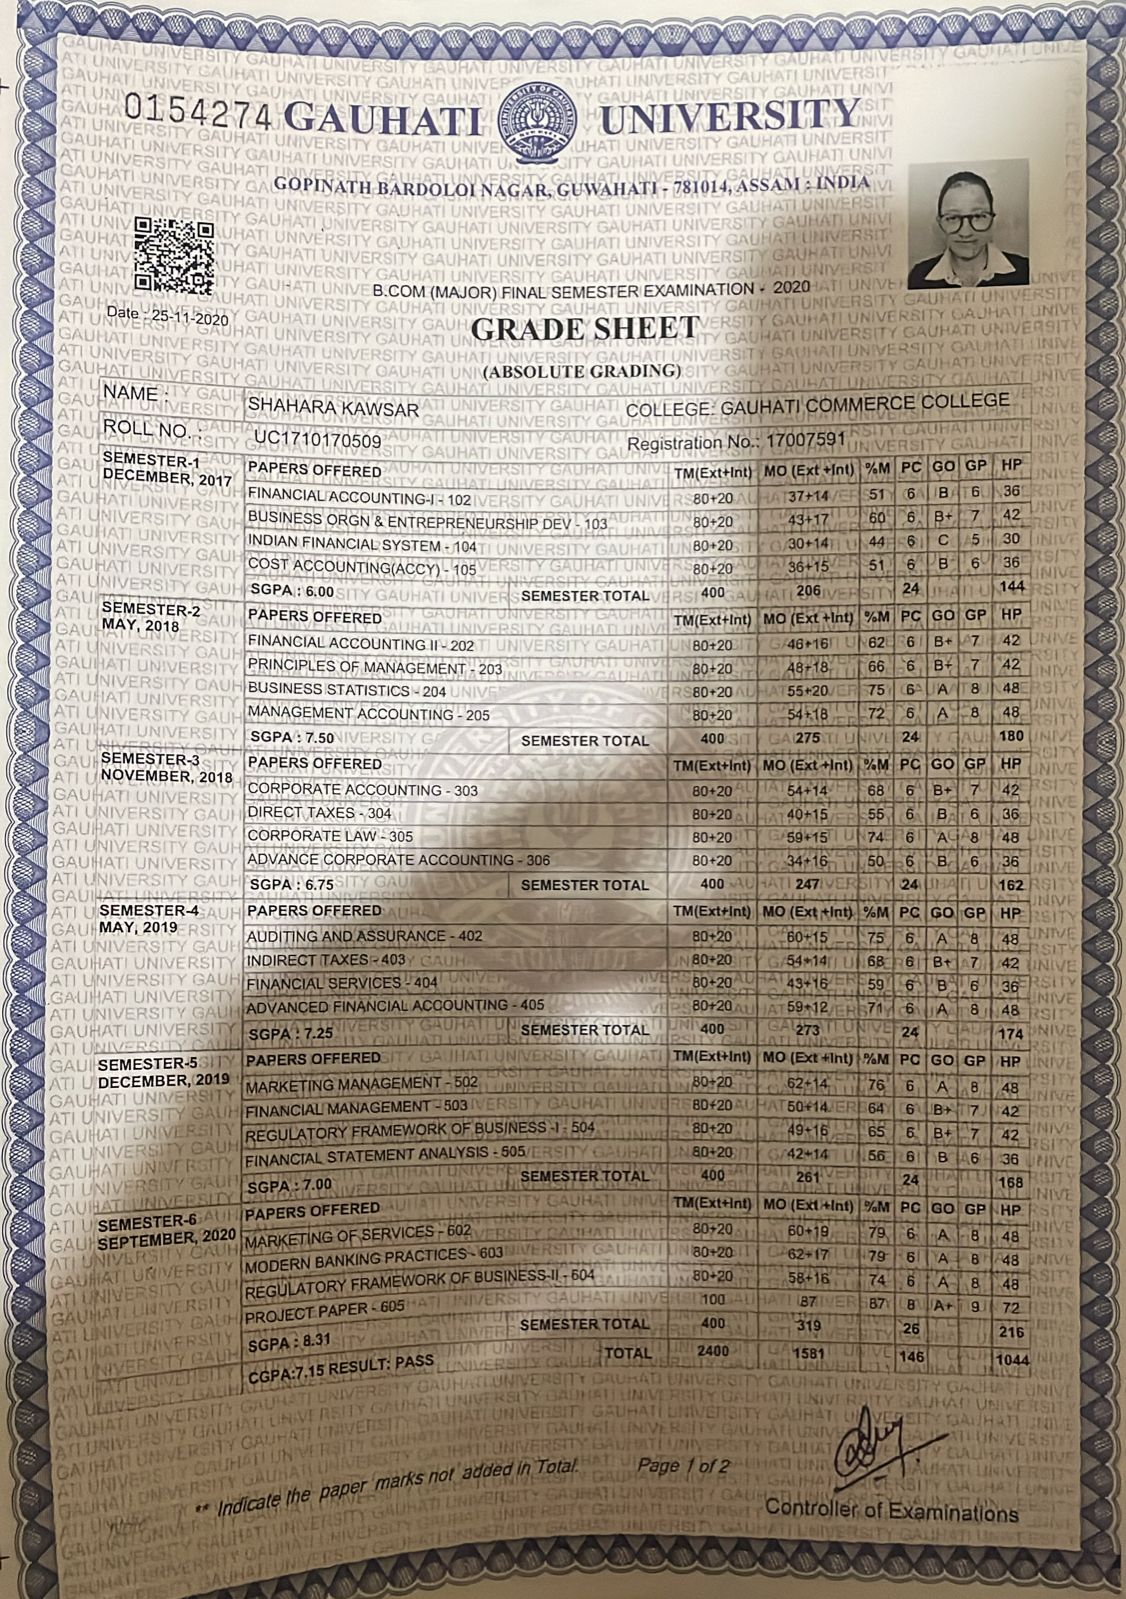 0154274 GAUHATI UNIVERSITY
GOPINATH BARDOLOI NAGAR, GUWAHATI - 781014, ASSAM : INDIA
B.COM (MAJOR) FINAL SEMESTER EXAMINATION - 2020
Date : 25-11-2020
GRADE SHEET
(ABSOLUTE GRADING)
NAME : SHAHARA KAWSAR COLLEGE: GAUHATI COMMERCE COLLEGE
ROLL NO. : UC1710170509 Registration No.: 17007591
SEMESTER-1 DECEMBER, 2017 PAPERS OFFERED TM(Ext+Int) MO (Ext +Int) %M PC GO GP HP
FINANCIAL ACCOUNTING-I - 102 80+20 37+14 51 6 B 6 36
BUSINESS ORGN & ENTREPRENEURSHIP DEV - 103 80+20 43+17 60 6 B+ 7 42
INDIAN FINANCIAL SYSTEM - 104 80+20 30+14 44 6 C 5 30
COST ACCOUNTING(ACCY) - 105 80+20 36+15 51 6 B 6 36
SGPA : 6.00 SEMESTER TOTAL 400 206 24 144
SEMESTER-2 MAY, 2018 PAPERS OFFERED TM(Ext+Int) MO (Ext +Int) %M PC GO GP HP
FINANCIAL ACCOUNTING II - 202 80+20 46+16 62 6 B+ 7 42
PRINCIPLES OF MANAGEMENT - 203 80+20 48+18 66 6 B+ 7 42
BUSINESS STATISTICS - 204 80+20 55+20 75 6 A 8 48
MANAGEMENT ACCOUNTING - 205 80+20 54+18 72 6 A 8 48
SGPA : 7.50 SEMESTER TOTAL 400 275 24 180
SEMESTER-3 NOVEMBER, 2018 PAPERS OFFERED TM(Ext+Int) MO (Ext +Int) %M PC GO GP HP
CORPORATE ACCOUNTING - 303 80+20 54+14 68 6 B+ 7 42
DIRECT TAXES - 304 80+20 40+15 55 6 B 6 36
CORPORATE LAW - 305 80+20 59+15 74 6 A 8 48
ADVANCE CORPORATE ACCOUNTING - 306 80+20 34+16 50 6 B 6 36
SGPA : 6.75 SEMESTER TOTAL 400 247 24 162
SEMESTER-4 MAY, 2019 PAPERS OFFERED TM(Ext+Int) MO (Ext +Int) %M PC GO GP HP
AUDITING AND ASSURANCE - 402 80+20 60+15 75 6 A 8 48
INDIRECT TAXES - 403 80+20 54+14 68 6 B+ 7 42
FINANCIAL SERVICES - 404 80+20 43+16 59 6 B 6 36
ADVANCED FINANCIAL ACCOUNTING - 405 80+20 59+12 71 6 A 8 48
SGPA : 7.25 SEMESTER TOTAL 400 273 24 174
SEMESTER-5 DECEMBER, 2019 PAPERS OFFERED TM(Ext+Int) MO (Ext +Int) %M PC GO GP HP
MARKETING MANAGEMENT - 502 80+20 62+14 76 6 A 8 48
FINANCIAL MANAGEMENT - 503 80+20 50+14 64 6 B+ 7 42
REGULATORY FRAMEWORK OF BUSINESS -I - 504 80+20 49+16 65 6 B+ 7 42
FINANCIAL STATEMENT ANALYSIS - 505 80+20 42+14 56 6 B 6 36
SGPA : 7.00 SEMESTER TOTAL 400 261 24 168
SEMESTER-6 SEPTEMBER, 2020 PAPERS OFFERED TM(Ext+Int) MO (Ext +Int) %M PC GO GP HP
MARKETING OF SERVICES - 602 80+20 60+19 79 6 A 8 48
MODERN BANKING PRACTICES - 603 80+20 62+17 79 6 A 8 48
REGULATORY FRAMEWORK OF BUSINESS-II - 604 80+20 58+16 74 6 A 8 48
PROJECT PAPER - 605 100 87 87 8 A+ 9 72
SGPA : 8.31 SEMESTER TOTAL 400 319 26 216
CGPA:7.15 RESULT: PASS TOTAL 2400 1581 146 1044
** Indicate the paper marks not added in Total. Page 1 of 2
Controller of Examinations